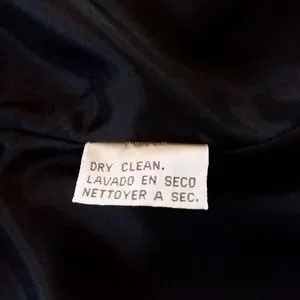 DRY CLEAN.
LAVADO EN SECO
NETTOYER A SEC.